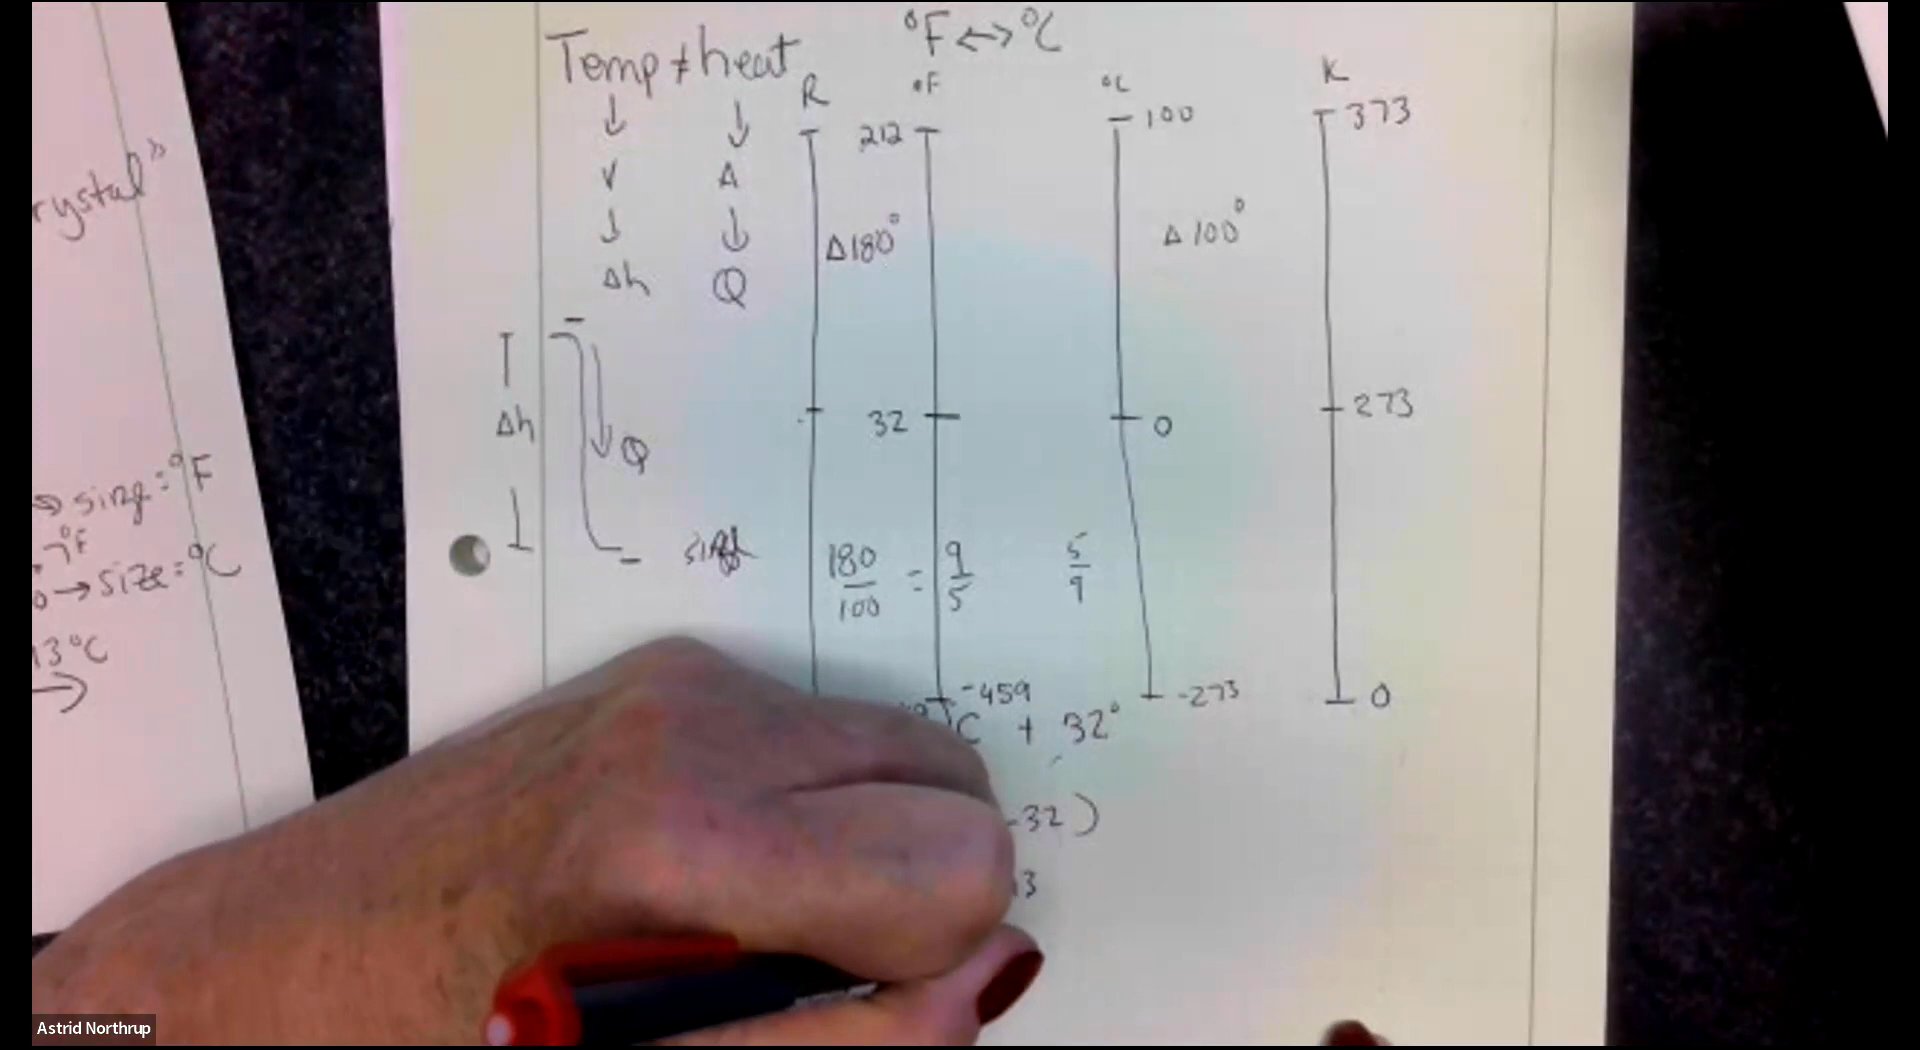 Temp ≠ heat
°F ↔ °C
R
°F
°C
K
↓ ↓
V A
↓ ↓
Δh Q
212
100
373
Δ180°
Δ100°
32
0
273
Δh
Q
180/100 = 9/5
5/9
-459
-273
0
C + 32°
-32)
rystal"
→ size = °F
°F
→ size = °C
13°C
→
Astrid Northrup